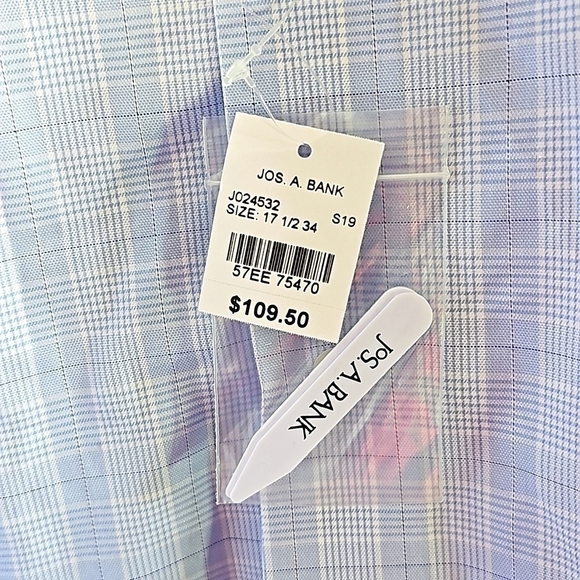 JOS. A. BANK
J024532 S19
SIZE: 17 1/2 34
57EE 75470
$109.50
JOS. A. BANK